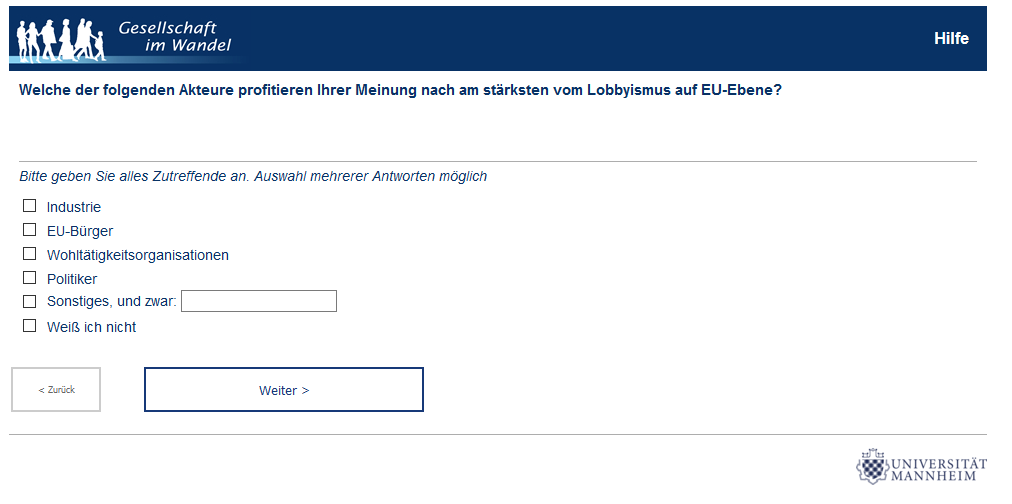 Gesellschaft
im Wandel
Hilfe
Welche der folgenden Akteure profitieren Ihrer Meinung nach am stärksten vom Lobbyismus auf EU-Ebene?
Bitte geben Sie alles Zutreffende an. Auswahl mehrerer Antworten möglich
Industrie
EU-Bürger
Wohltätigkeitsorganisationen
Politiker
Sonstiges, und zwar:
Weiß ich nicht
< Zurück
Weiter >
UNIVERSITÄT
MANNHEIM